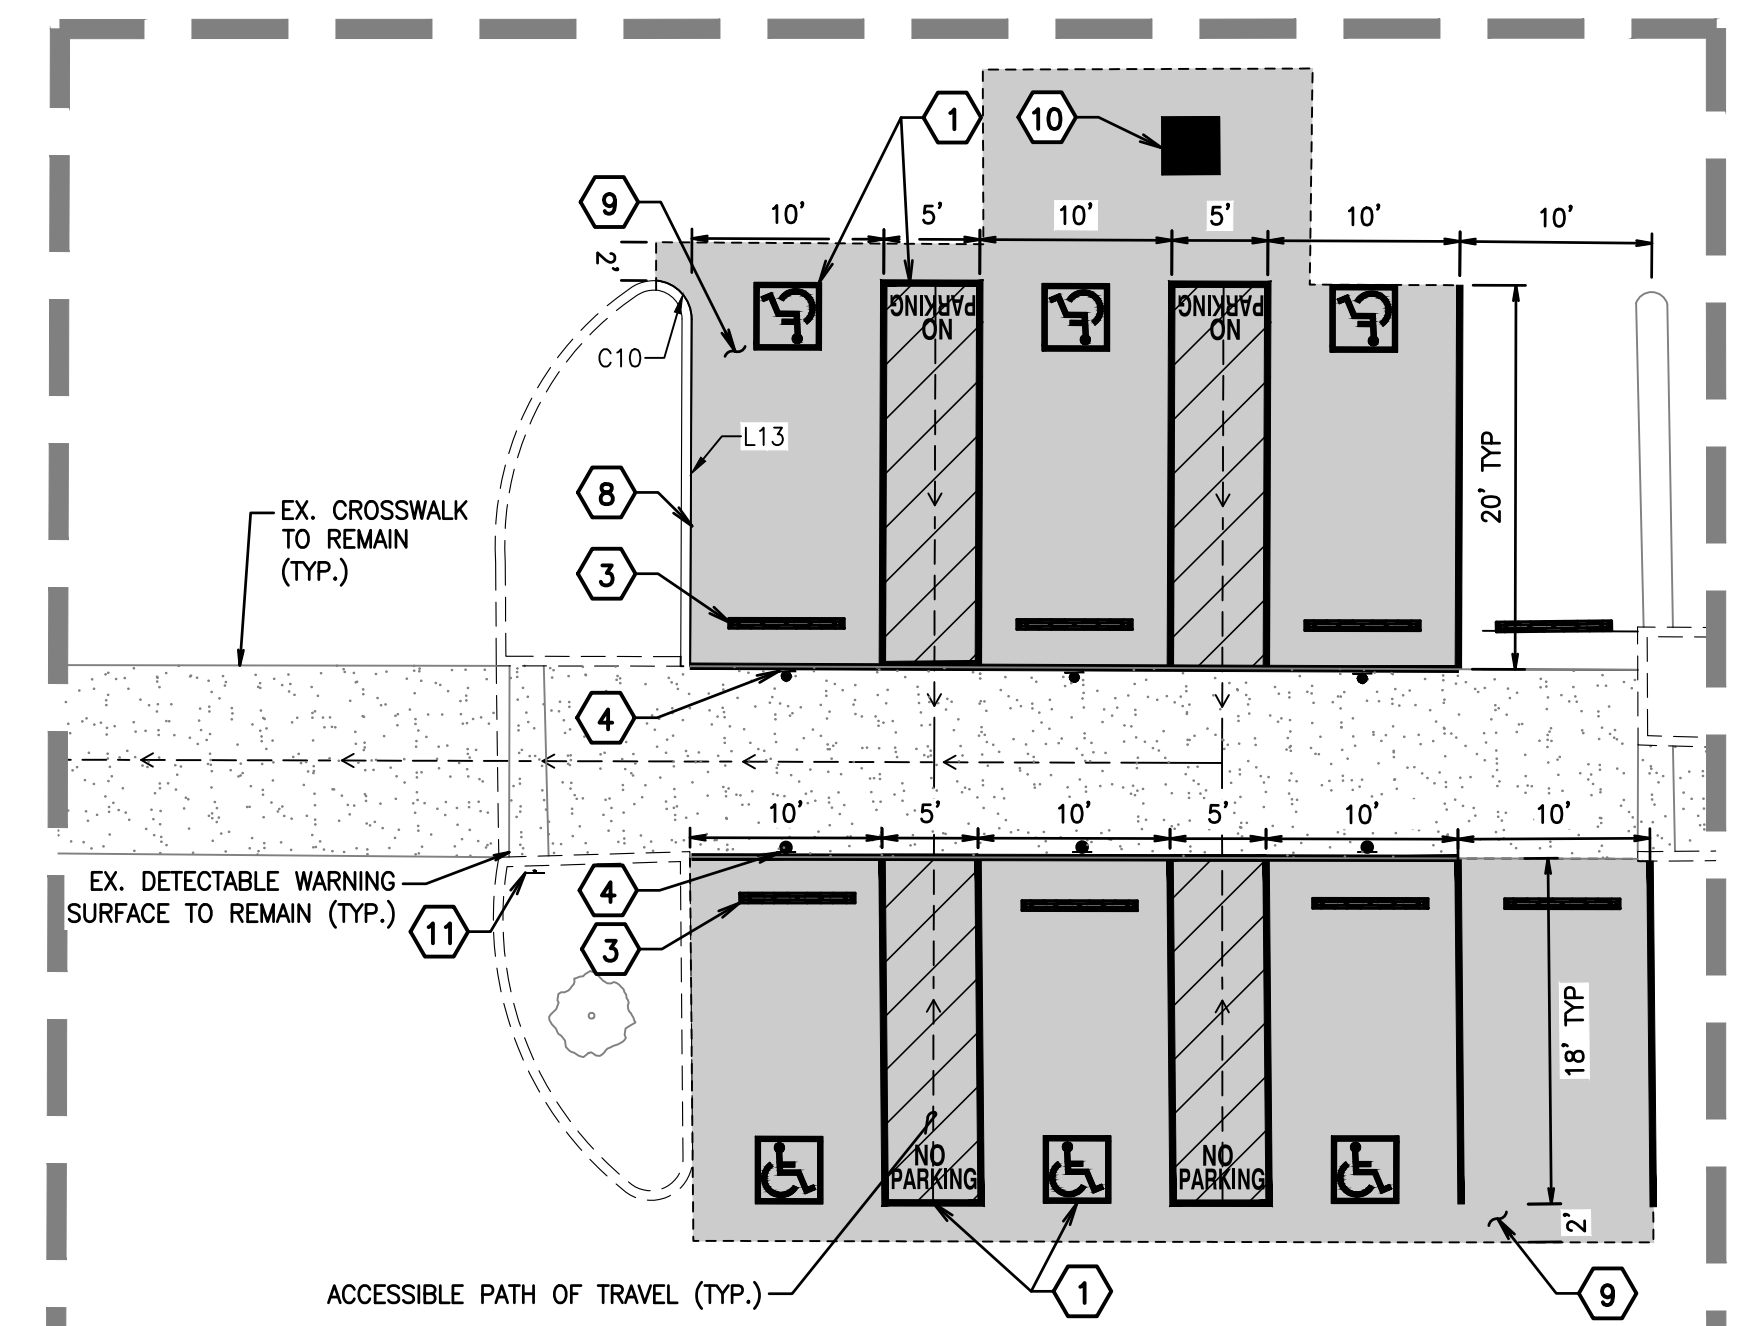 1
10
9
10'
5'
10'
5'
10'
10'
2'
NO
PARKING
NO
PARKING
C10
L13
8
20' TYP
EX. CROSSWALK
TO REMAIN
(TYP.)
3
4
10'
5'
10'
5'
10'
10'
EX. DETECTABLE WARNING
SURFACE TO REMAIN (TYP.)
4
11
3
18' TYP
NO
PARKING
NO
PARKING
2'
ACCESSIBLE PATH OF TRAVEL (TYP.)
1
9